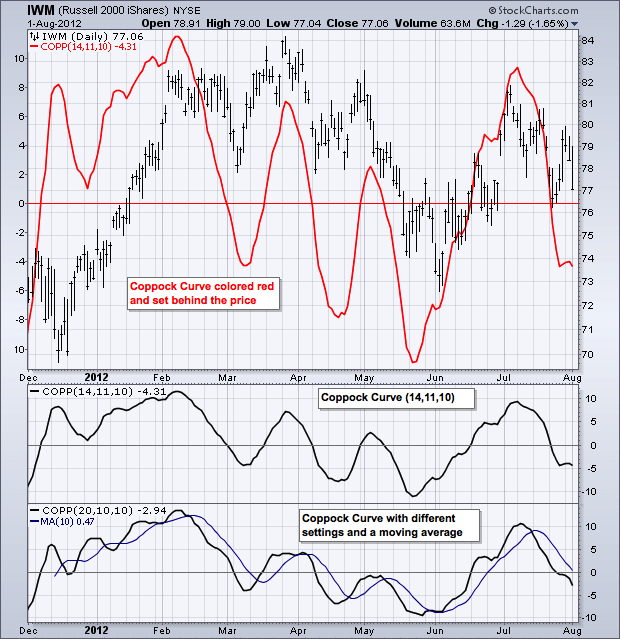 IWM (Russell 2000 iShares) NYSE © StockCharts.com
1-Aug-2012 Open 78.91 High 79.00 Low 77.04 Close 77.06 Volume 63.6M Chg -1.29 (-1.65%)
IWM (Daily) 77.06
COPP(14,11,10) -4.31
10
8
6
4
2
0
-2
-4
-6
-8
-10
84
83
82
81
80
79
78
77
76
75
74
73
72
71
70
Coppock Curve colored red
and set behind the price
Dec 2012 Feb Mar Apr May Jun Jul Aug
COPP(14,11,10) -4.31
Coppock Curve (14,11,10)
10
5
0
-5
-10
COPP(20,10,10) -2.94
MA(10) 0.47
Coppock Curve with different
settings and a moving average
10
5
0
-5
-10
Dec 2012 Feb Mar Apr May Jun Jul Aug